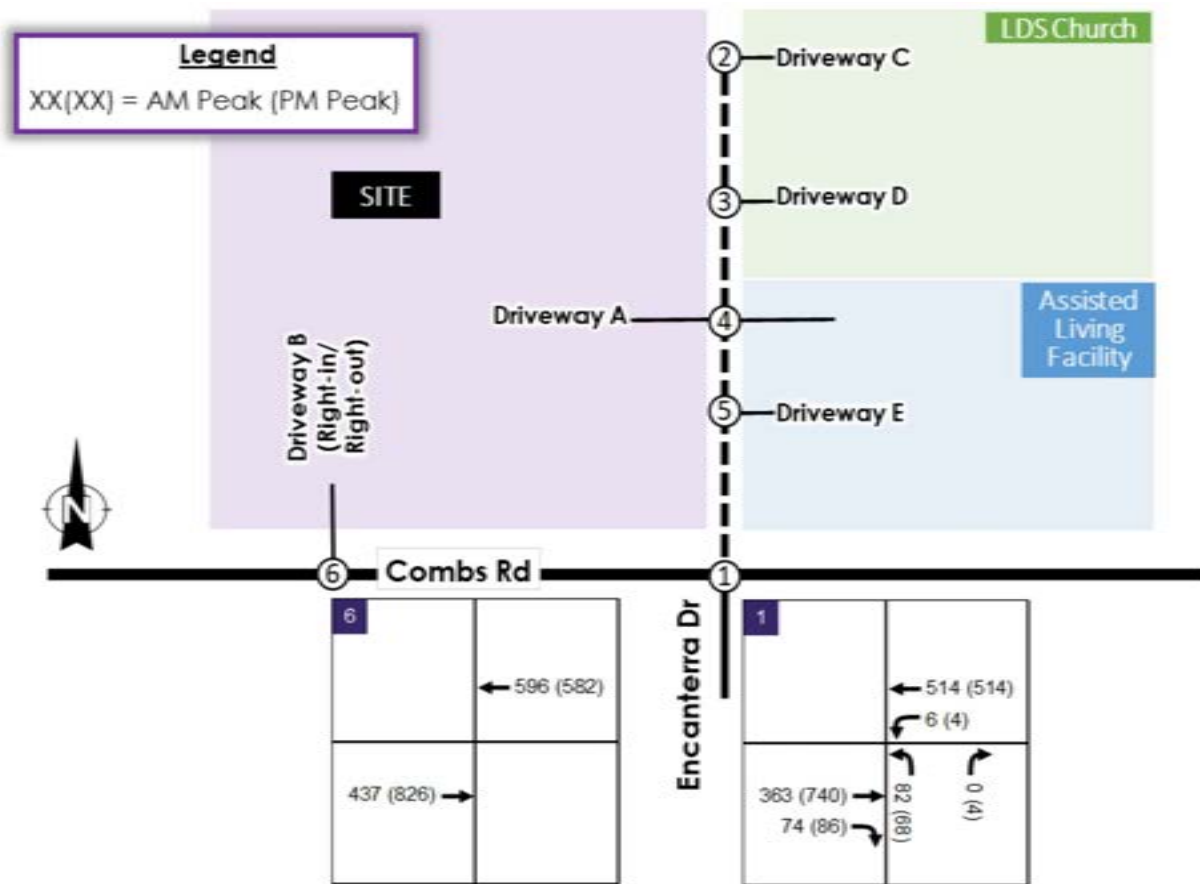 LDS Church
Legend
XX(XX) = AM Peak (PM Peak)
2
Driveway C
SITE
3
Driveway D
Driveway A
4
Assisted
Living
Facility
Driveway B
(Right-in/
Right-out)
5
Driveway E
N
6
Combs Rd
1
Encanterra Dr
6
596 (582)
437 (826)
1
514 (514)
6 (4)
363 (740)
74 (86)
82 (68)
0 (4)